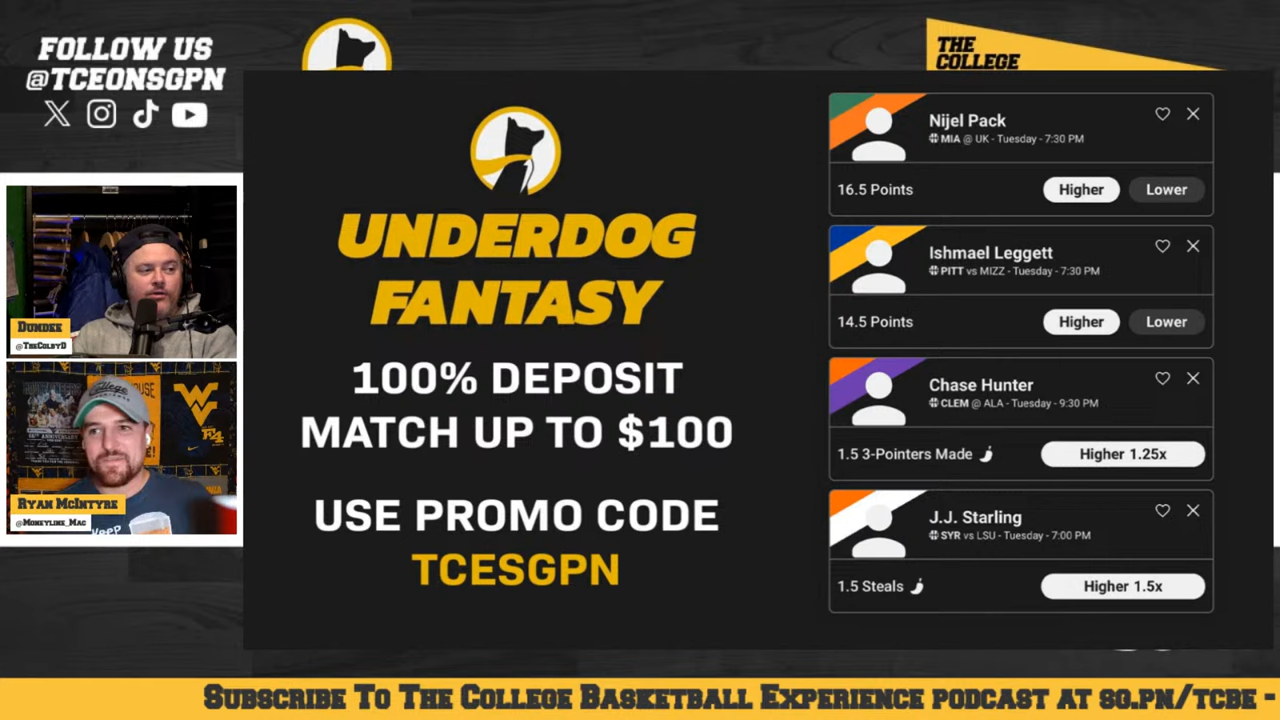 FOLLOW US
@TCEONSGPN
THE
COLLEGE
DUNDEE
@TheColbyD
RYAN MCINTYRE
@Moneyline_Mac
UNDERDOG
FANTASY
100% DEPOSIT
MATCH UP TO $100
USE PROMO CODE
TCESGPN
Nijel Pack
MIA @ UK - Tuesday - 7:30 PM
16.5 Points
Higher
Lower
Ishmael Leggett
PITT vs MIZZ - Tuesday - 7:30 PM
14.5 Points
Higher
Lower
Chase Hunter
CLEM @ ALA - Tuesday - 9:30 PM
1.5 3-Pointers Made
Higher 1.25x
J.J. Starling
SYR vs LSU - Tuesday - 7:00 PM
1.5 Steals
Higher 1.5x
SUBSCRIBE TO THE COLLEGE BASKETBALL EXPERIENCE PODCAST AT SG.PN/TCBE -